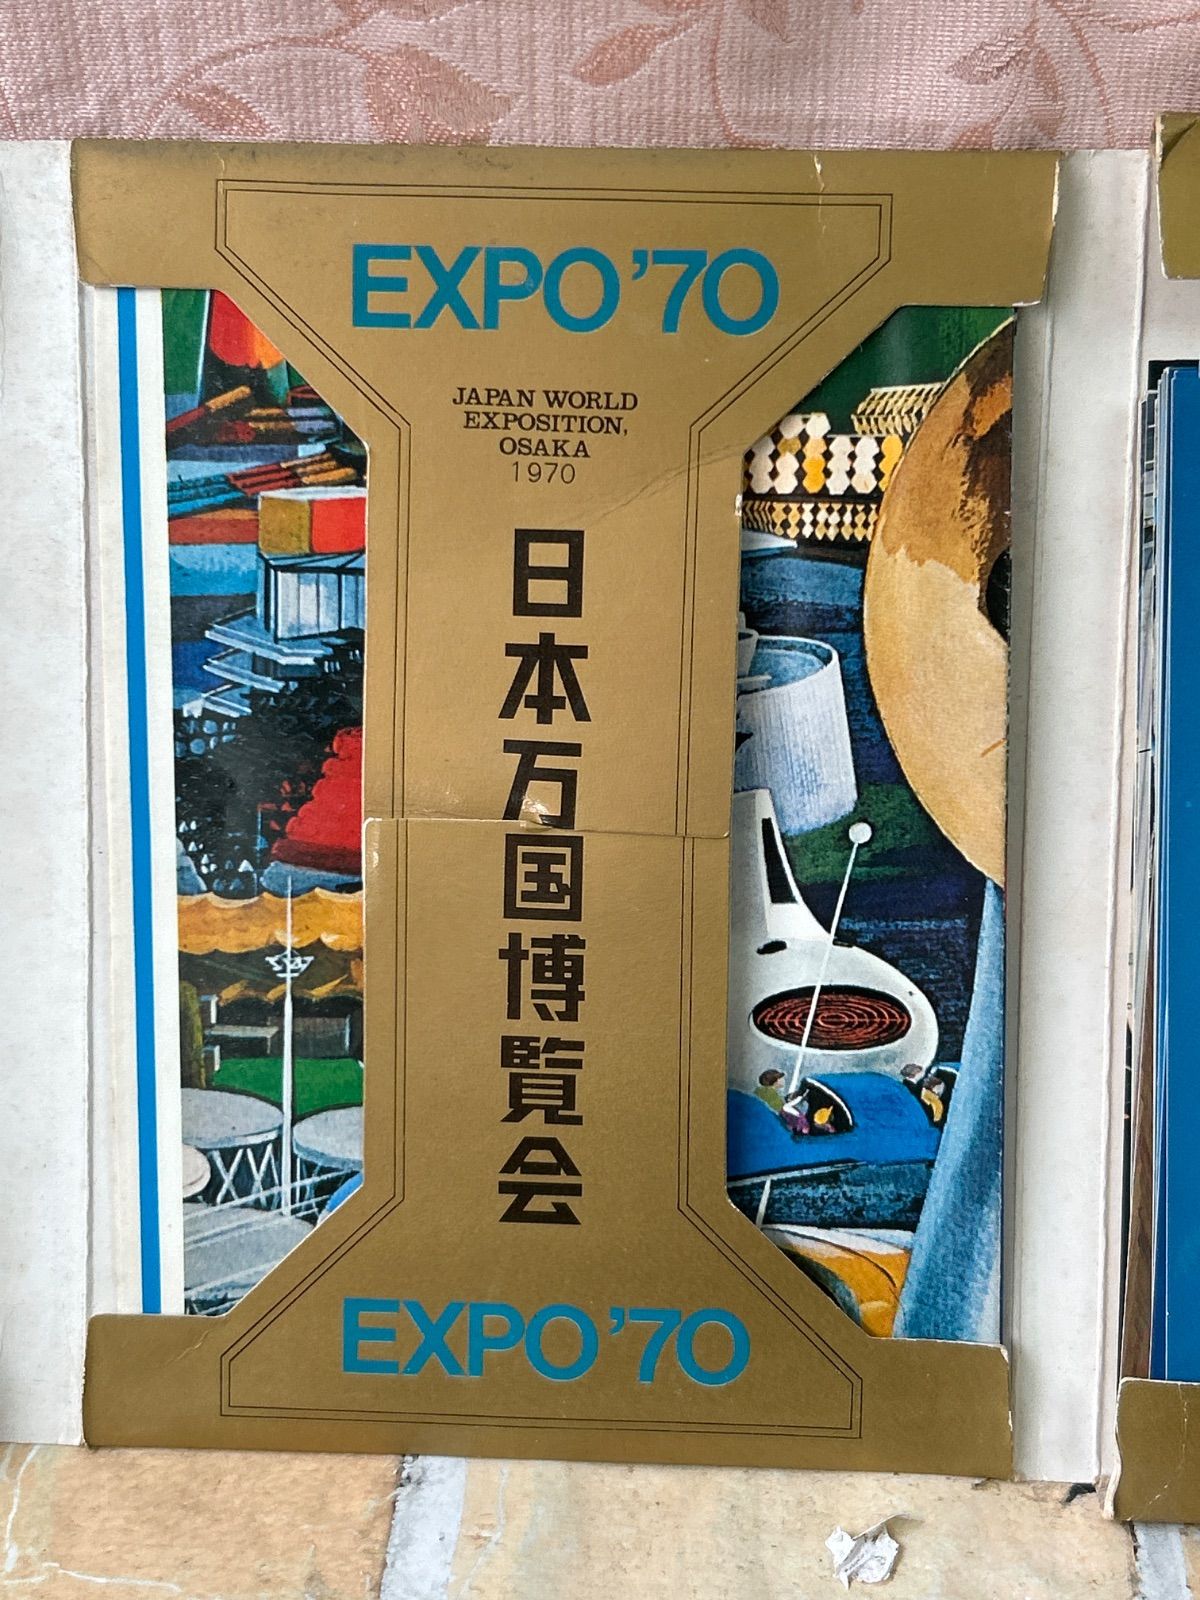 EXPO'70
JAPAN WORLD
EXPOSITION,
OSAKA
1970
日本万国博覧会
EXPO'70